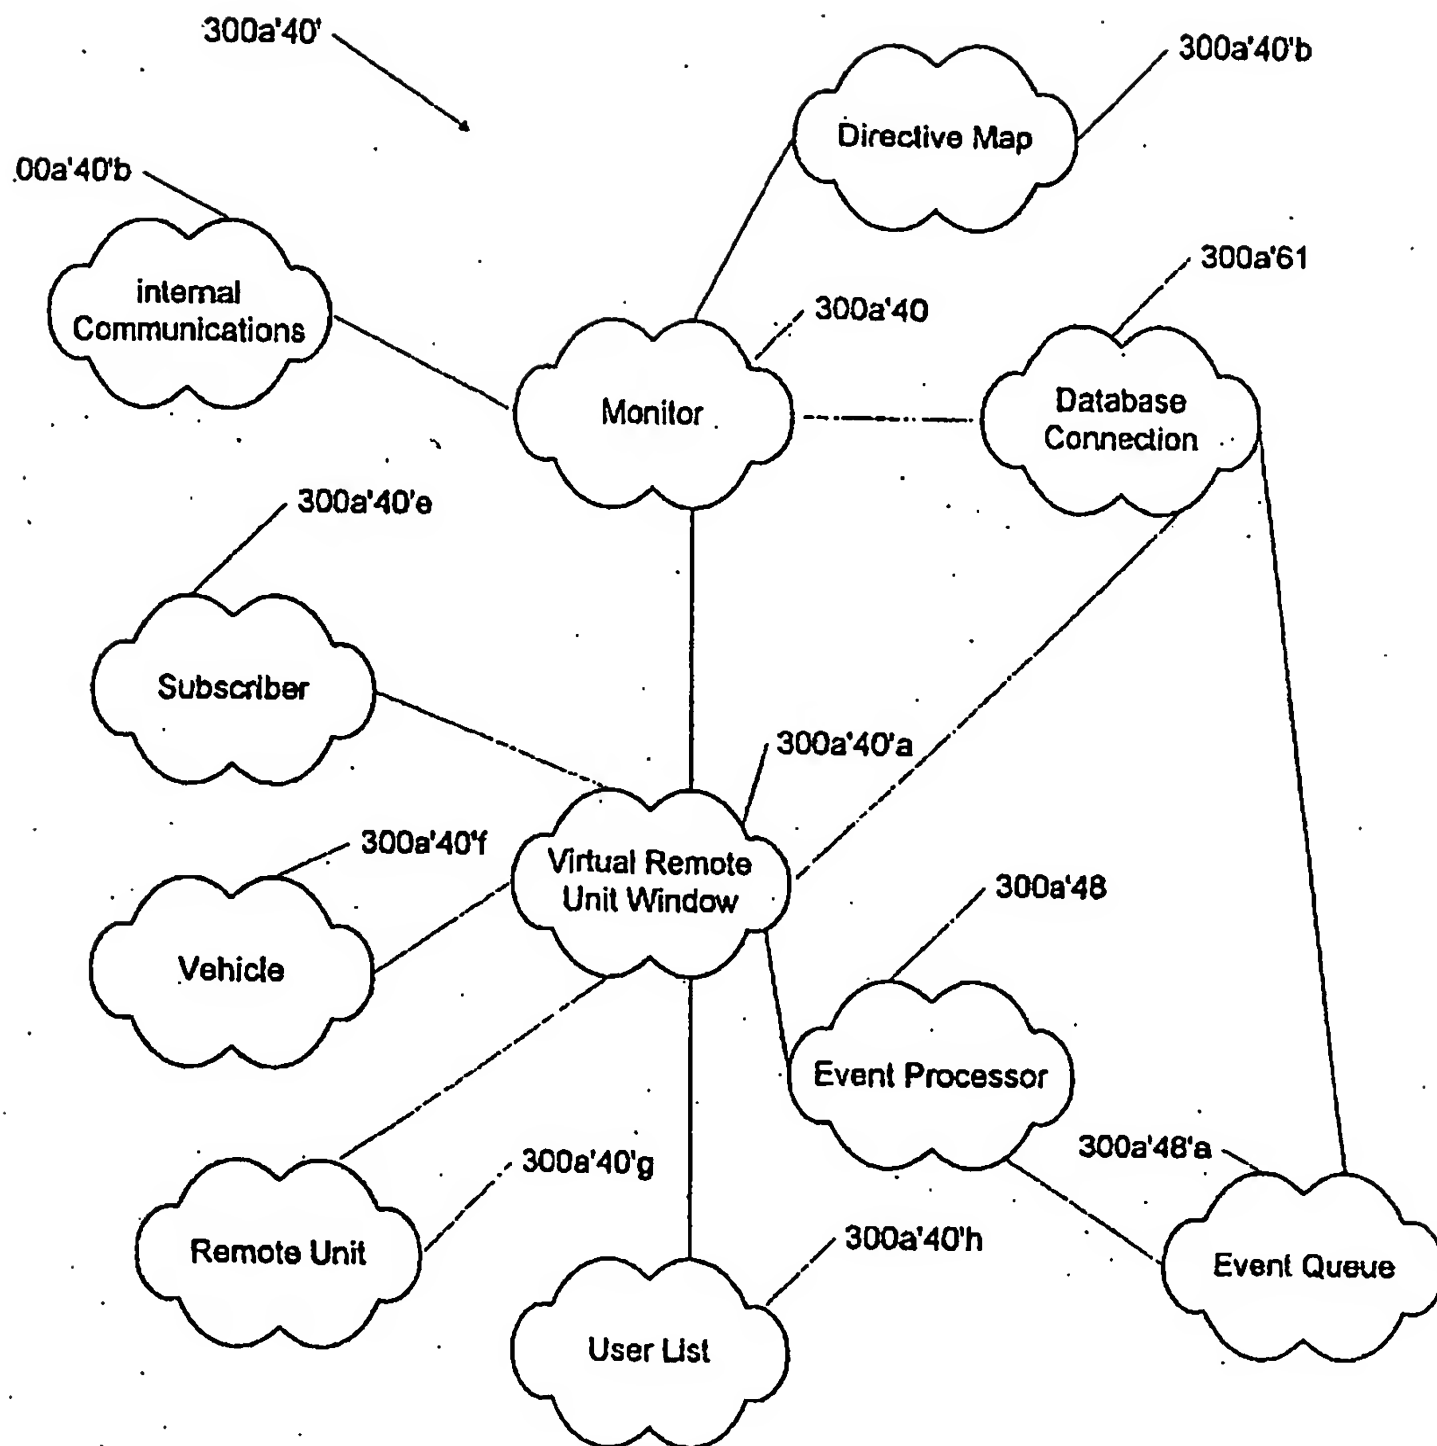 300a'40'
300a'40'b
Directive Map
00a'40'b
internal
Communications
300a'61
300a'40
Monitor
Database
Connection
300a'40'e
Subscriber
300a'40'a
300a'40'f
Virtual Remote
Unit Window
300a'48
Vehicle
Event Processor
300a'48'a
300a'40'g
Remote Unit
300a'40'h
Event Queue
User List